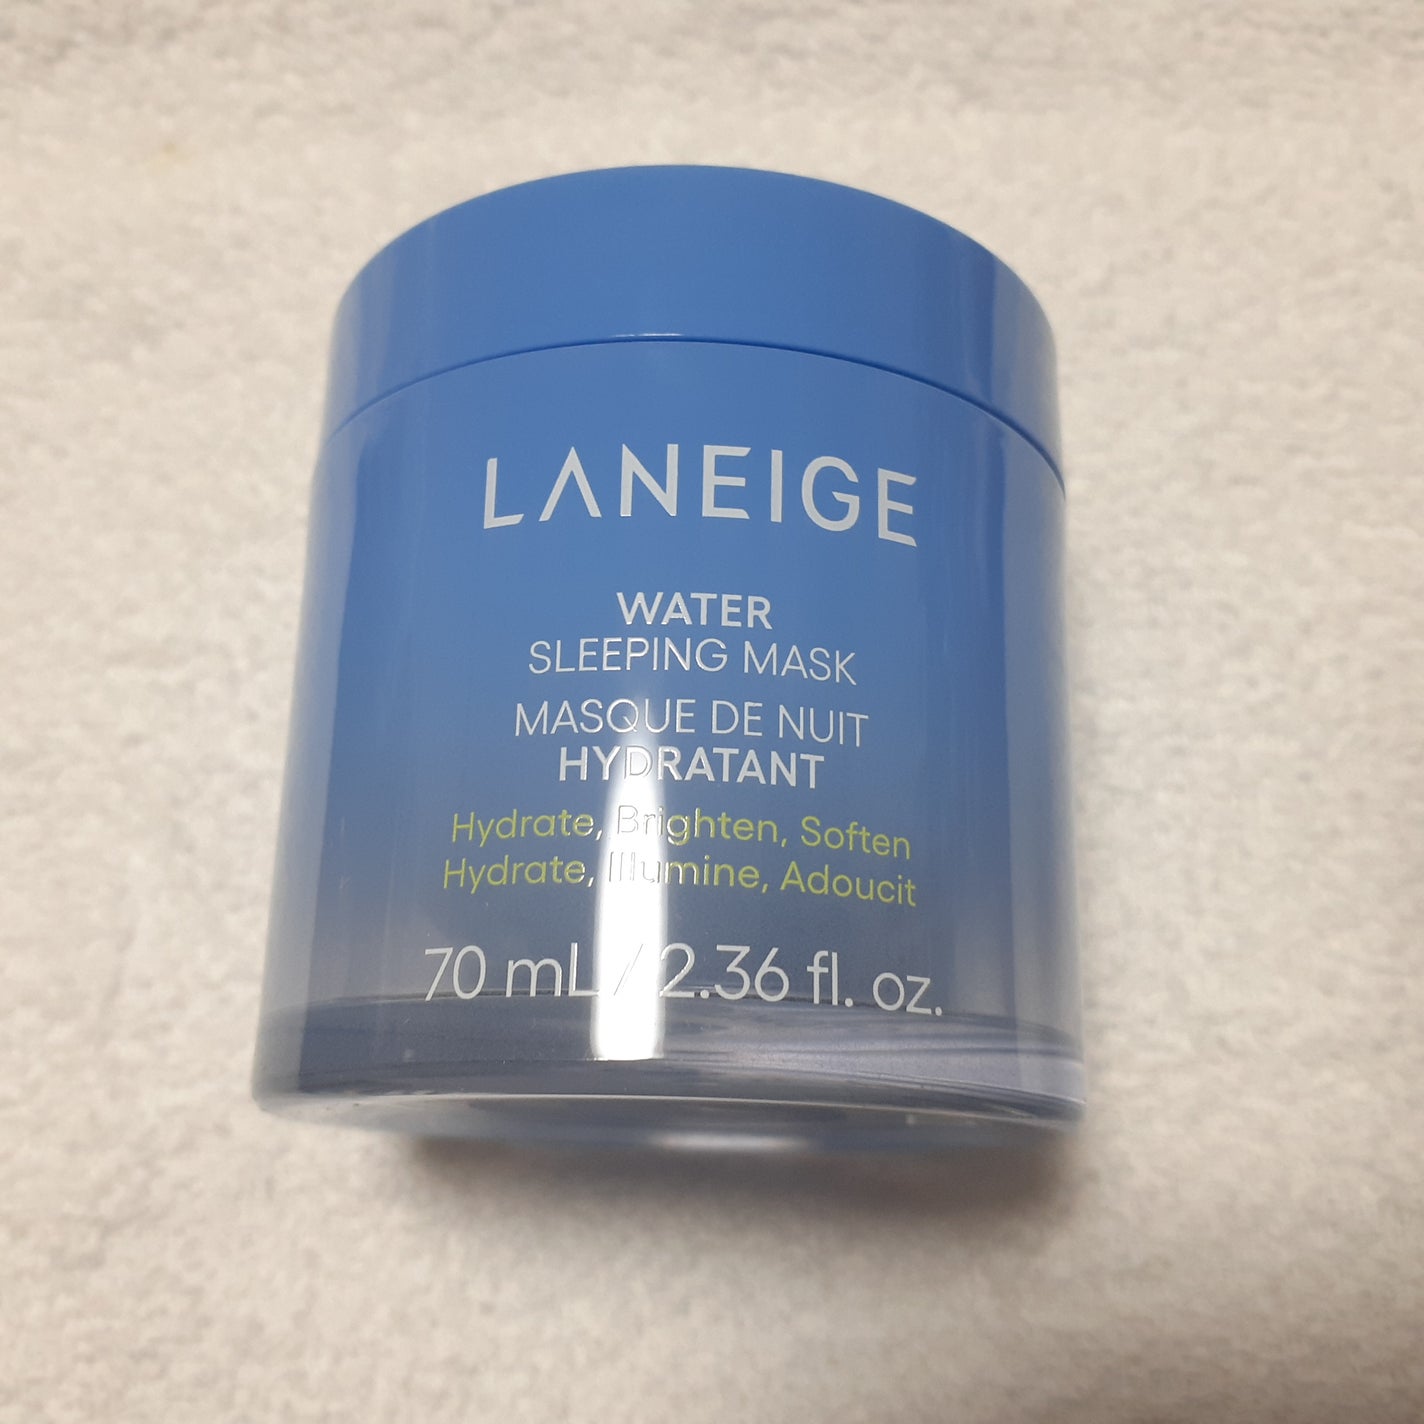 LANEIGE
WATER
SLEEPING MASK
MASQUE DE NUIT
HYDRATANT
Hydrate, Brighten, Soften
Hydrate, Illumine, Adoucit
70 mL / 2.36 fl. oz.